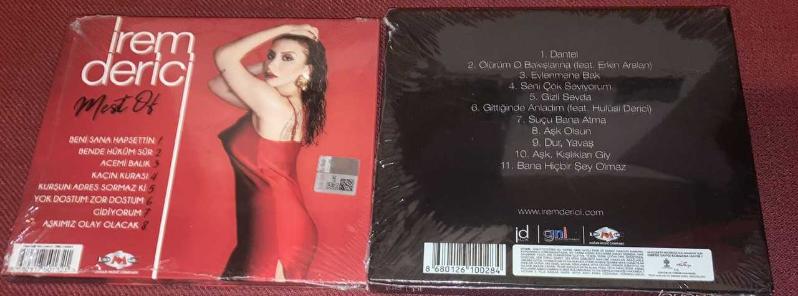 irem
derici
Mest Of
BENİ SANA HAPSETTİN 1
BENDE HÜKÜM SÜR 2
ACEMİ BALIK 3
KAÇIN KURASI 4
KURŞUN ADRES SORMAZ Kİ 5
YOK DOSTUM ZOR DOSTUM 6
GİDİYORUM 7
AŞKIMIZ OLAY OLACAK 8
1. Dantel
2. Ölürüm O Bakışlarına (feat. Erkin Arslan)
3. Evlenmene Bak
4. Seni Çok Seviyorum
5. Gizli Sevda
6. Gittiğinde Anladım (feat. Hulusi Derici)
7. Suçu Bana Atma
8. Aşk Olsun
9. Dur, Yavaş
10. Aşk, Kışlıkları Giy
11. Bana Hiçbir Şey Olmaz
www.iremderici.com
8 680126 100284